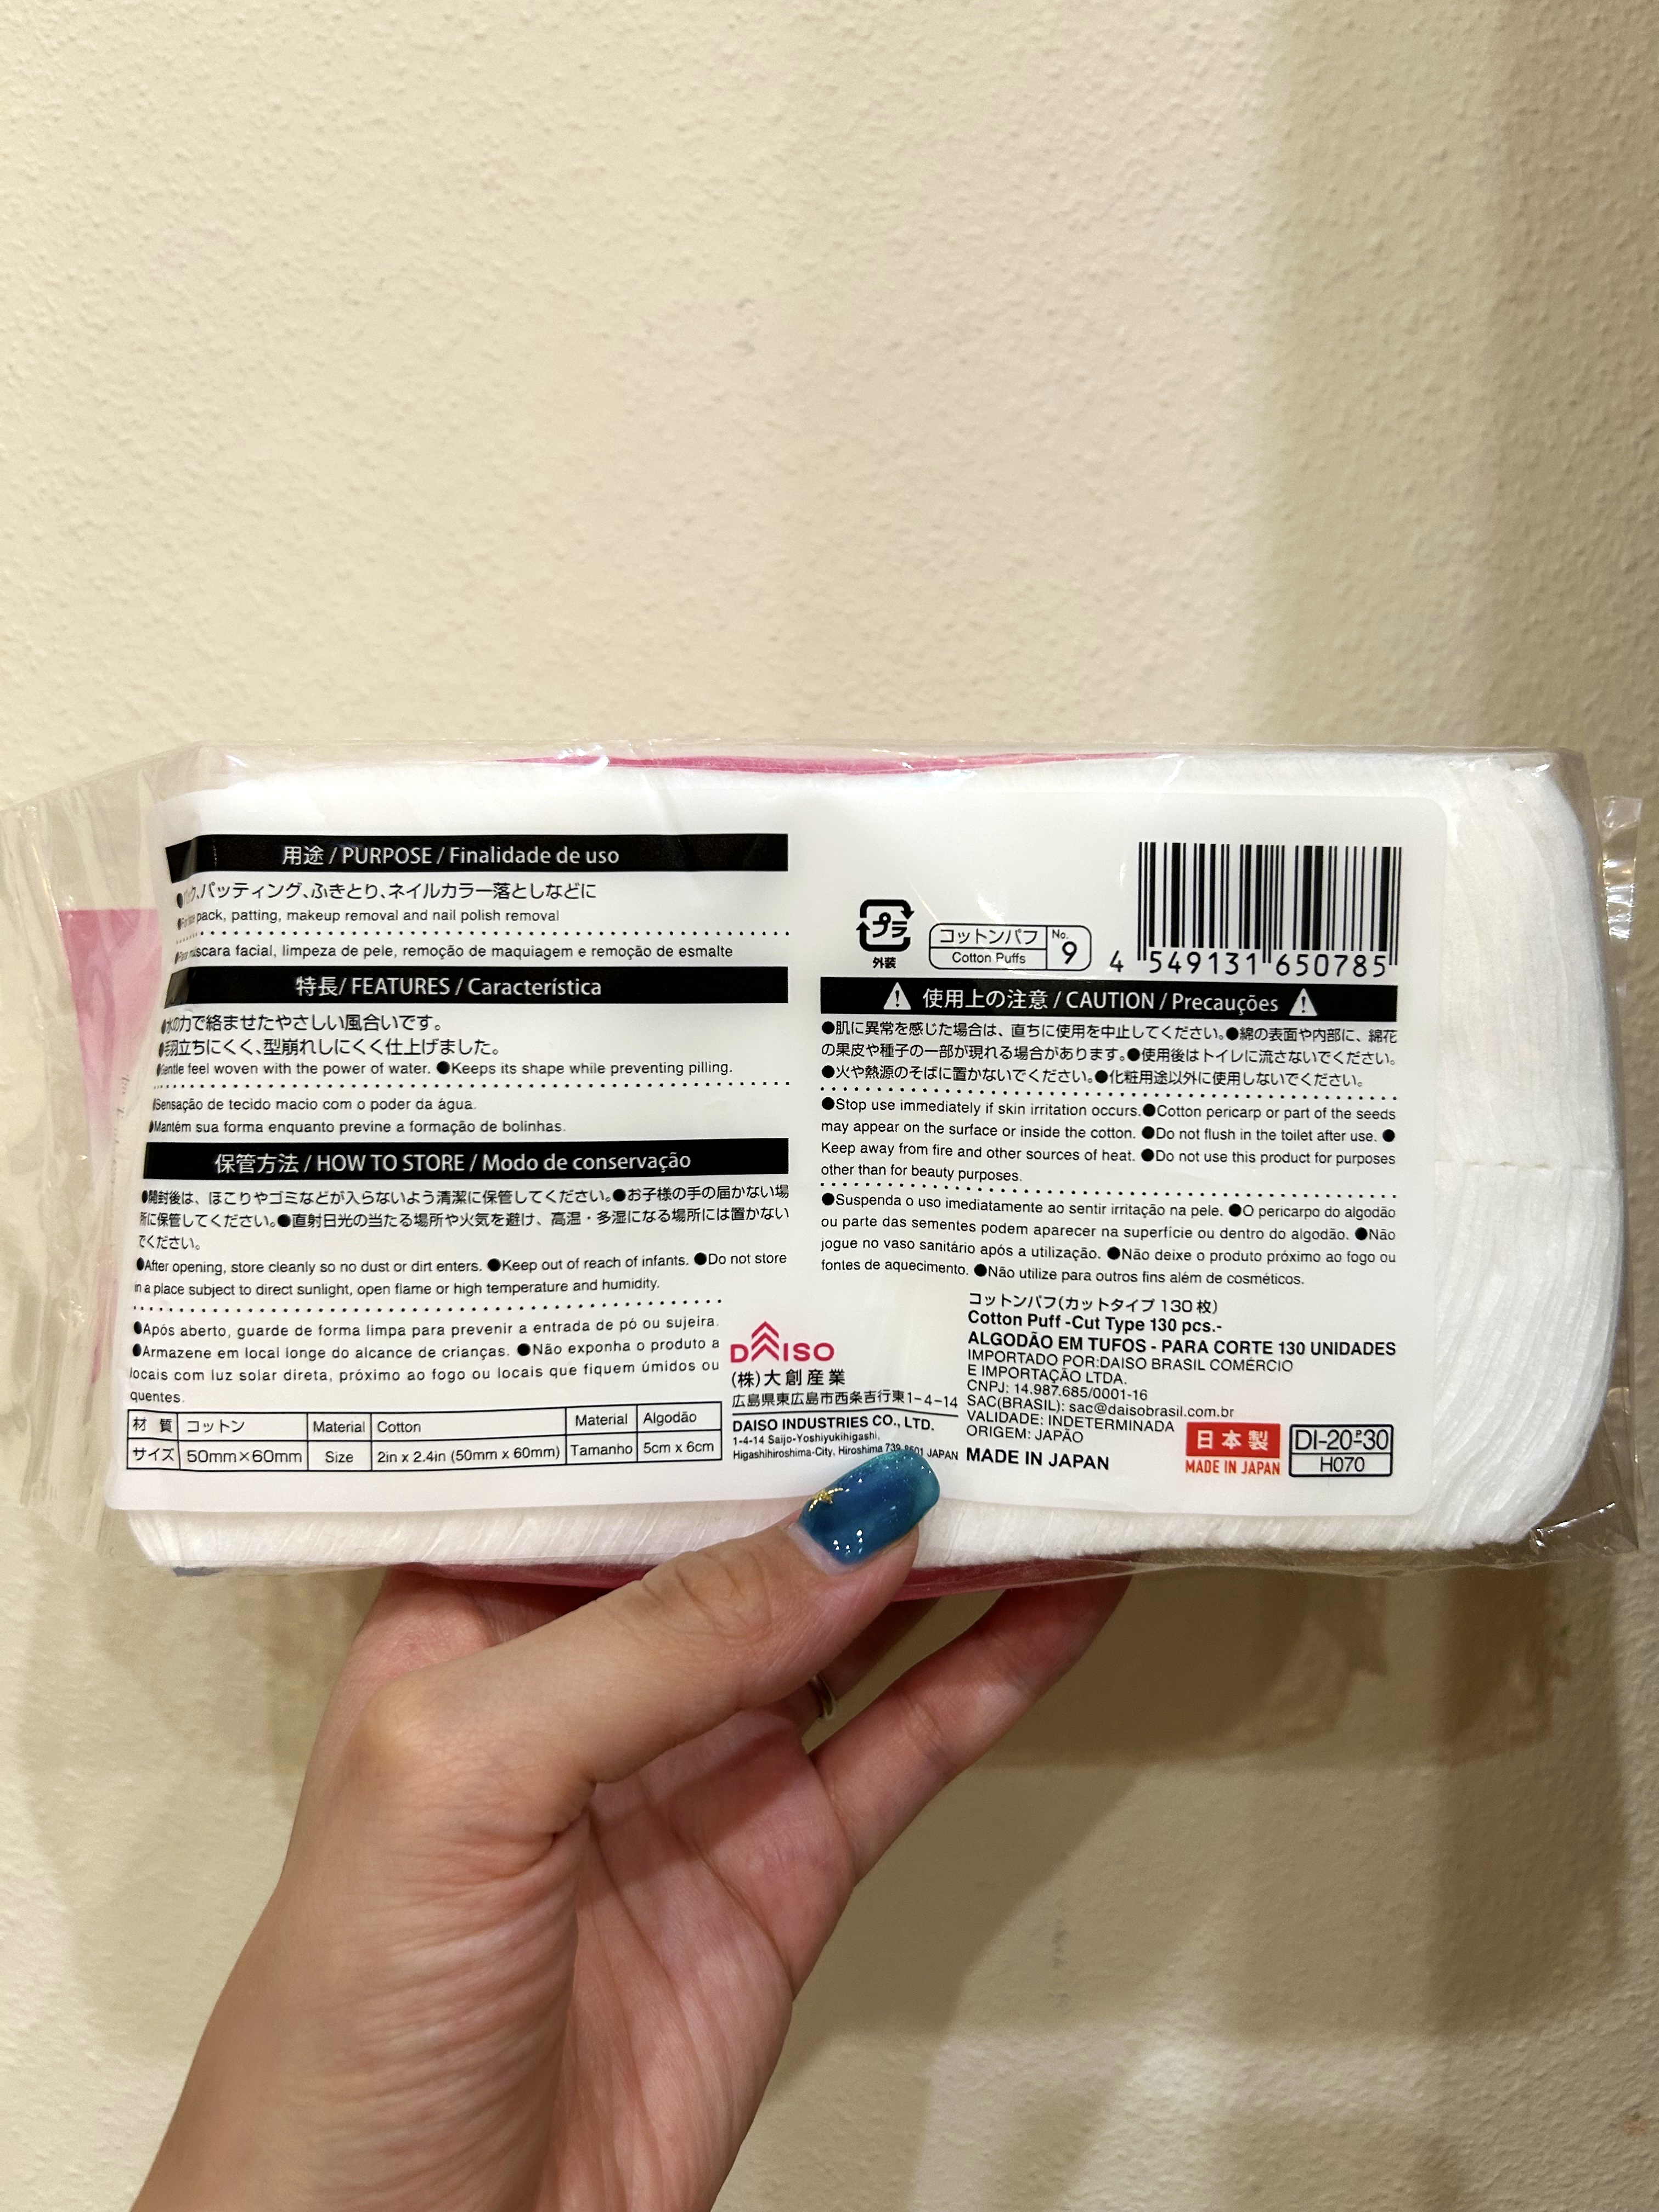 用途 / PURPOSE / Finalidade de uso
パッティング、ふきとり、ネイルカラー落としなどに
pack, patting, makeup removal and nail polish removal
máscara facial, limpeza de pele, remoção de maquiagem e remoção de esmalte
特長/ FEATURES / Característica
●水の力で絡ませたやさしい風合いです。
●毛羽立ちにくく、型崩れしにくく仕上げました。
●Gentle feel woven with the power of water. ●Keeps its shape while preventing pilling.
●Sensação de tecido macio com o poder da água.
●Mantém sua forma enquanto previne a formação de bolinhas.
保管方法 / HOW TO STORE / Modo de conservação
●開封後は、ほこりやゴミなどが入らないよう清潔に保管してください。●お子様の手の届かない場
所に保管してください。●直射日光の当たる場所や火気を避け、高温・多湿になる場所には置かない
でください。
●After opening, store cleanly so no dust or dirt enters. ●Keep out of reach of infants. ●Do not store
in a place subject to direct sunlight, open flame or high temperature and humidity.
●Após aberto, guarde de forma limpa para prevenir a entrada de pó ou sujeira.
●Armazene em local longe do alcance de crianças. ●Não exponha o produto a
locais com luz solar direta, próximo ao fogo ou locais que fiquem úmidos ou
quentes.
材 質 コットン Material Cotton Material Algodão
サイズ 50mm×60mm Size 2in x 2.4in (50mm x 60mm) Tamanho 5cm x 6cm
プラ
外装
コットンパフ No. 9
Cotton Puffs
4 549131 650785
使用上の注意 / CAUTION / Precauções
●肌に異常を感じた場合は、直ちに使用を中止してください。●綿の表面や内部に、綿花
の果皮や種子の一部が現れる場合があります。●使用後はトイレに流さないでください。
●火や熱源のそばに置かないでください。●化粧用途以外に使用しないでください。
●Stop use immediately if skin irritation occurs.●Cotton pericarp or part of the seeds
may appear on the surface or inside the cotton. ●Do not flush in the toilet after use. ●
Keep away from fire and other sources of heat. ●Do not use this product for purposes
other than for beauty purposes.
●Suspenda o uso imediatamente ao sentir irritação na pele. ●O pericarpo do algodão
ou parte das sementes podem aparecer na superfície ou dentro do algodão. ●Não
jogue no vaso sanitário após a utilização. ●Não deixe o produto próximo ao fogo ou
fontes de aquecimento. ●Não utilize para outros fins além de cosméticos.
DAISO
(株)大創産業
広島県東広島市西条吉行東1-4-14
DAISO INDUSTRIES CO., LTD.
1-4-14 Saijo-Yoshiyukihigashi,
Higashihiroshima-City, Hiroshima 739-8601 JAPAN
コットンパフ(カットタイプ 130枚)
Cotton Puff -Cut Type 130 pcs.-
ALGODÃO EM TUFOS - PARA CORTE 130 UNIDADES
IMPORTADO POR:DAISO BRASIL COMÉRCIO
E IMPORTAÇÃO LTDA.
CNPJ: 14.987.685/0001-16
SAC(BRASIL): sac@daisobrasil.com.br
VALIDADE: INDETERMINADA
ORIGEM: JAPÃO
MADE IN JAPAN
日本製
MADE IN JAPAN
DI-20-P30
H070